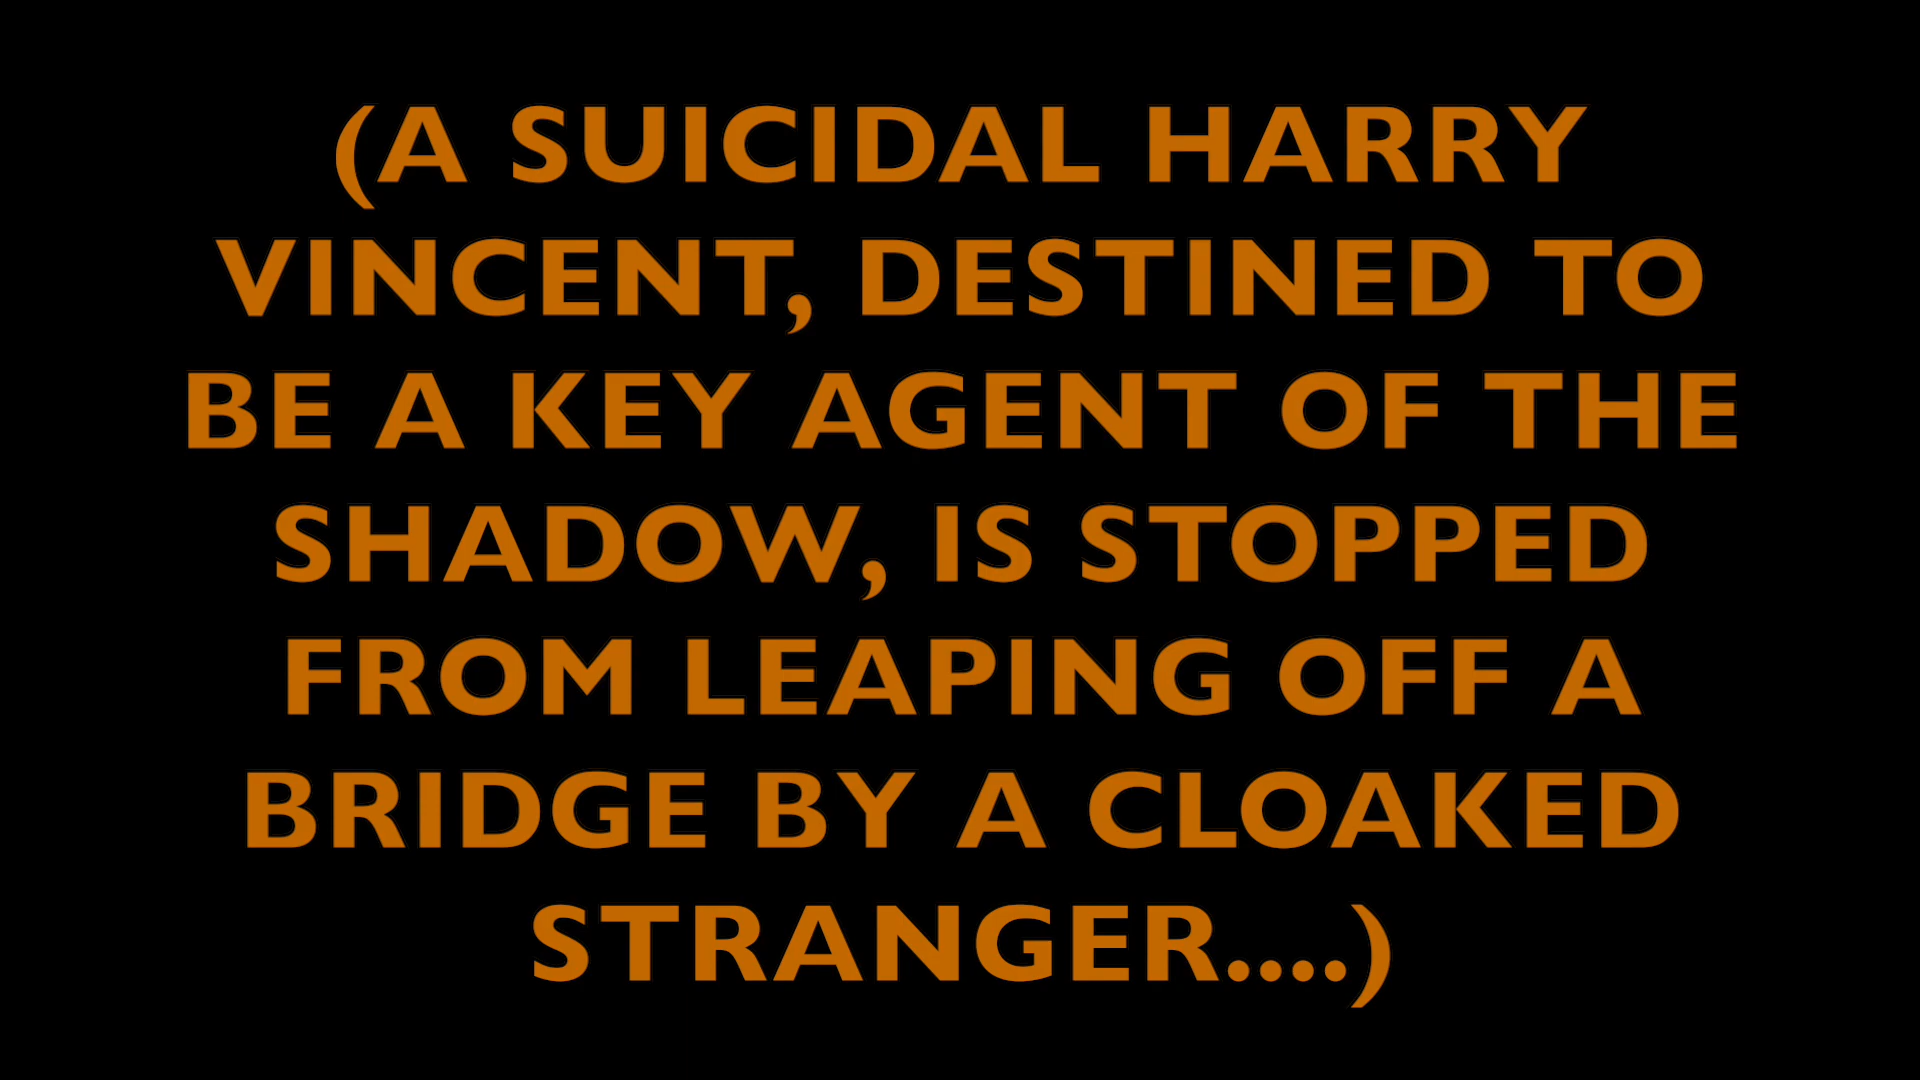 (A SUICIDAL HARRY
VINCENT, DESTINED TO
BE A KEY AGENT OF THE
SHADOW, IS STOPPED
FROM LEAPING OFF A
BRIDGE BY A CLOAKED
STRANGER....)